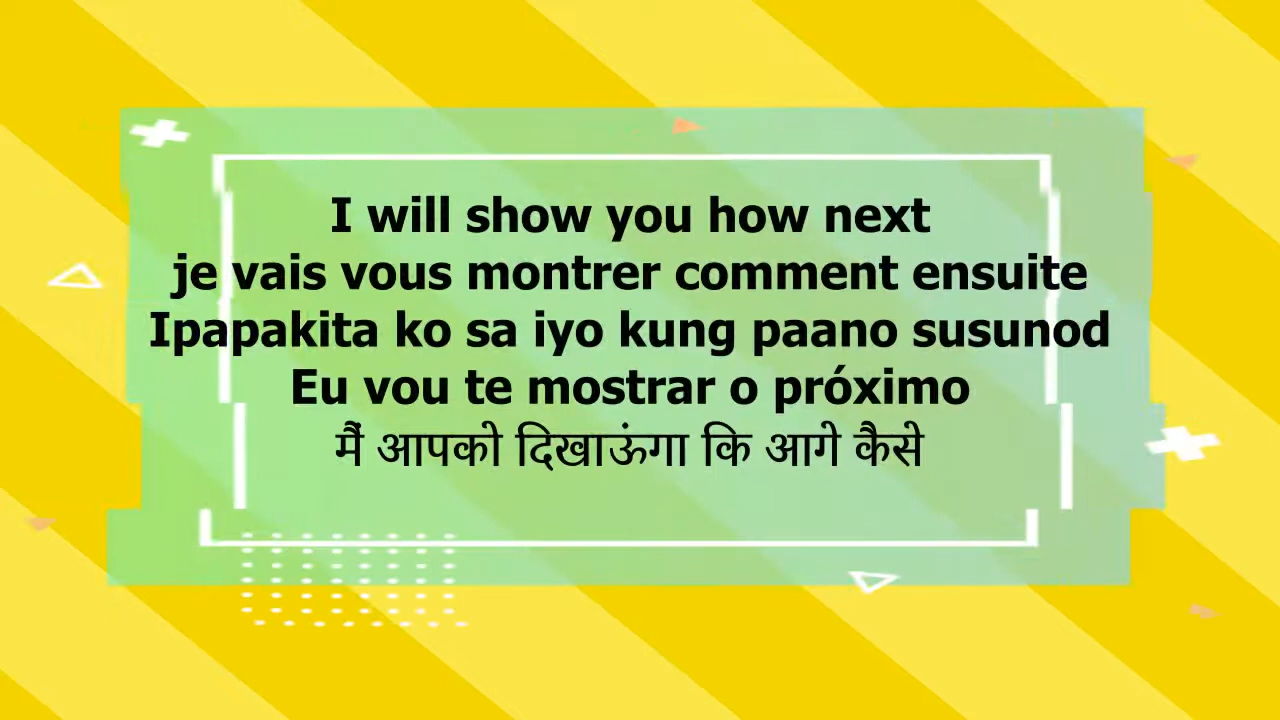 I will show you how next
je vais vous montrer comment ensuite
Ipapakita ko sa iyo kung paano susunod
Eu vou te mostrar o próximo
मैं आपको दिखाऊंगा कि आगे कैसे